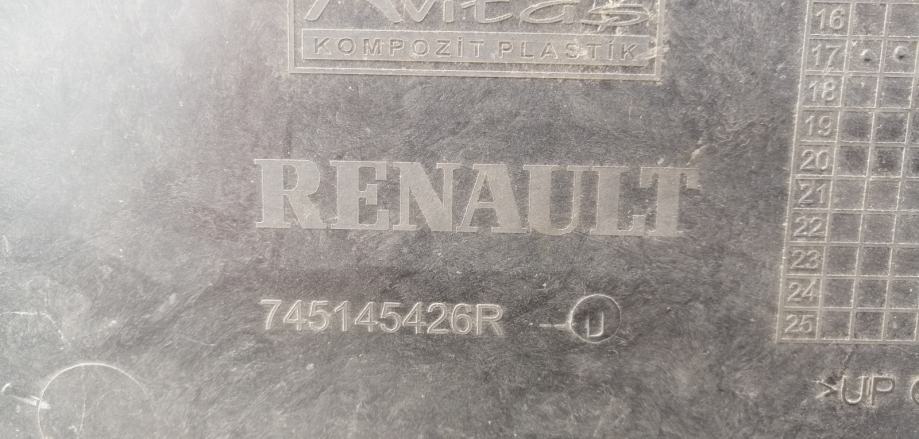 KOMPOZİT PLASTİK
RENAULT
745145426R
U
16
17
18
19
20
21
22
23
24
25
>UP